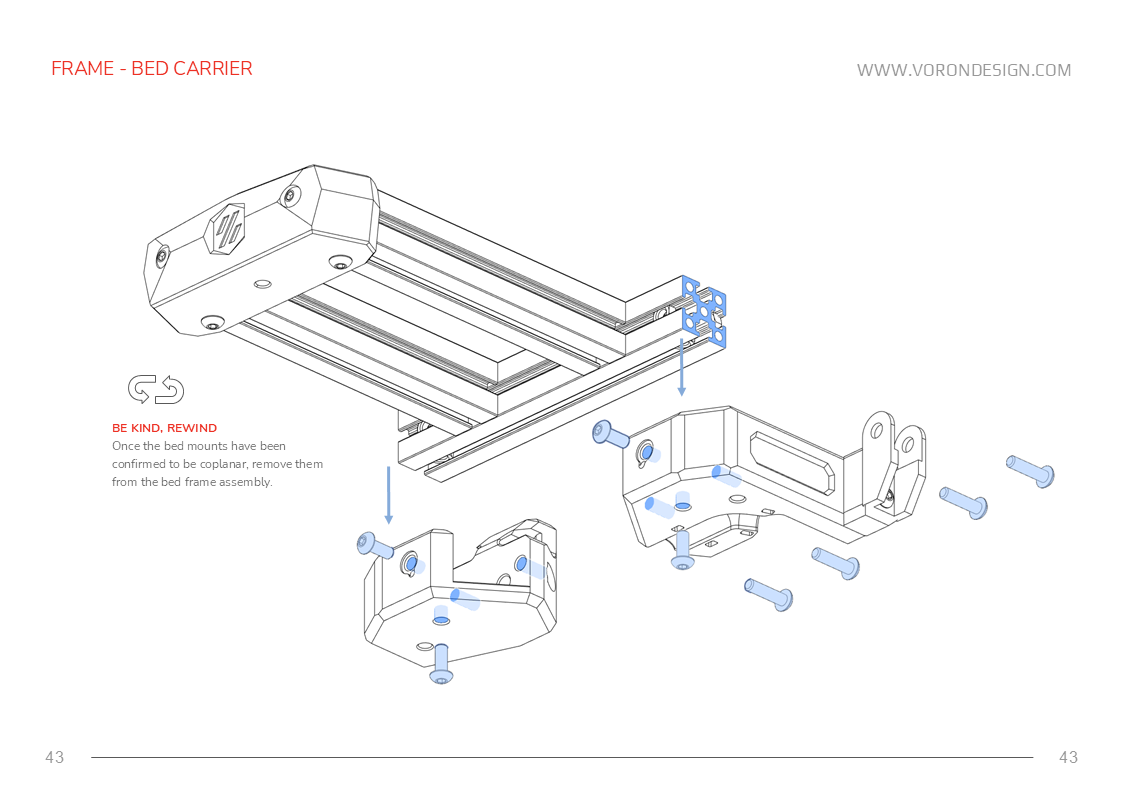 FRAME - BED CARRIER
WWW.VORONDESIGN.COM
BE KIND, REWIND
Once the bed mounts have been
confirmed to be coplanar, remove them
from the bed frame assembly.
43
43